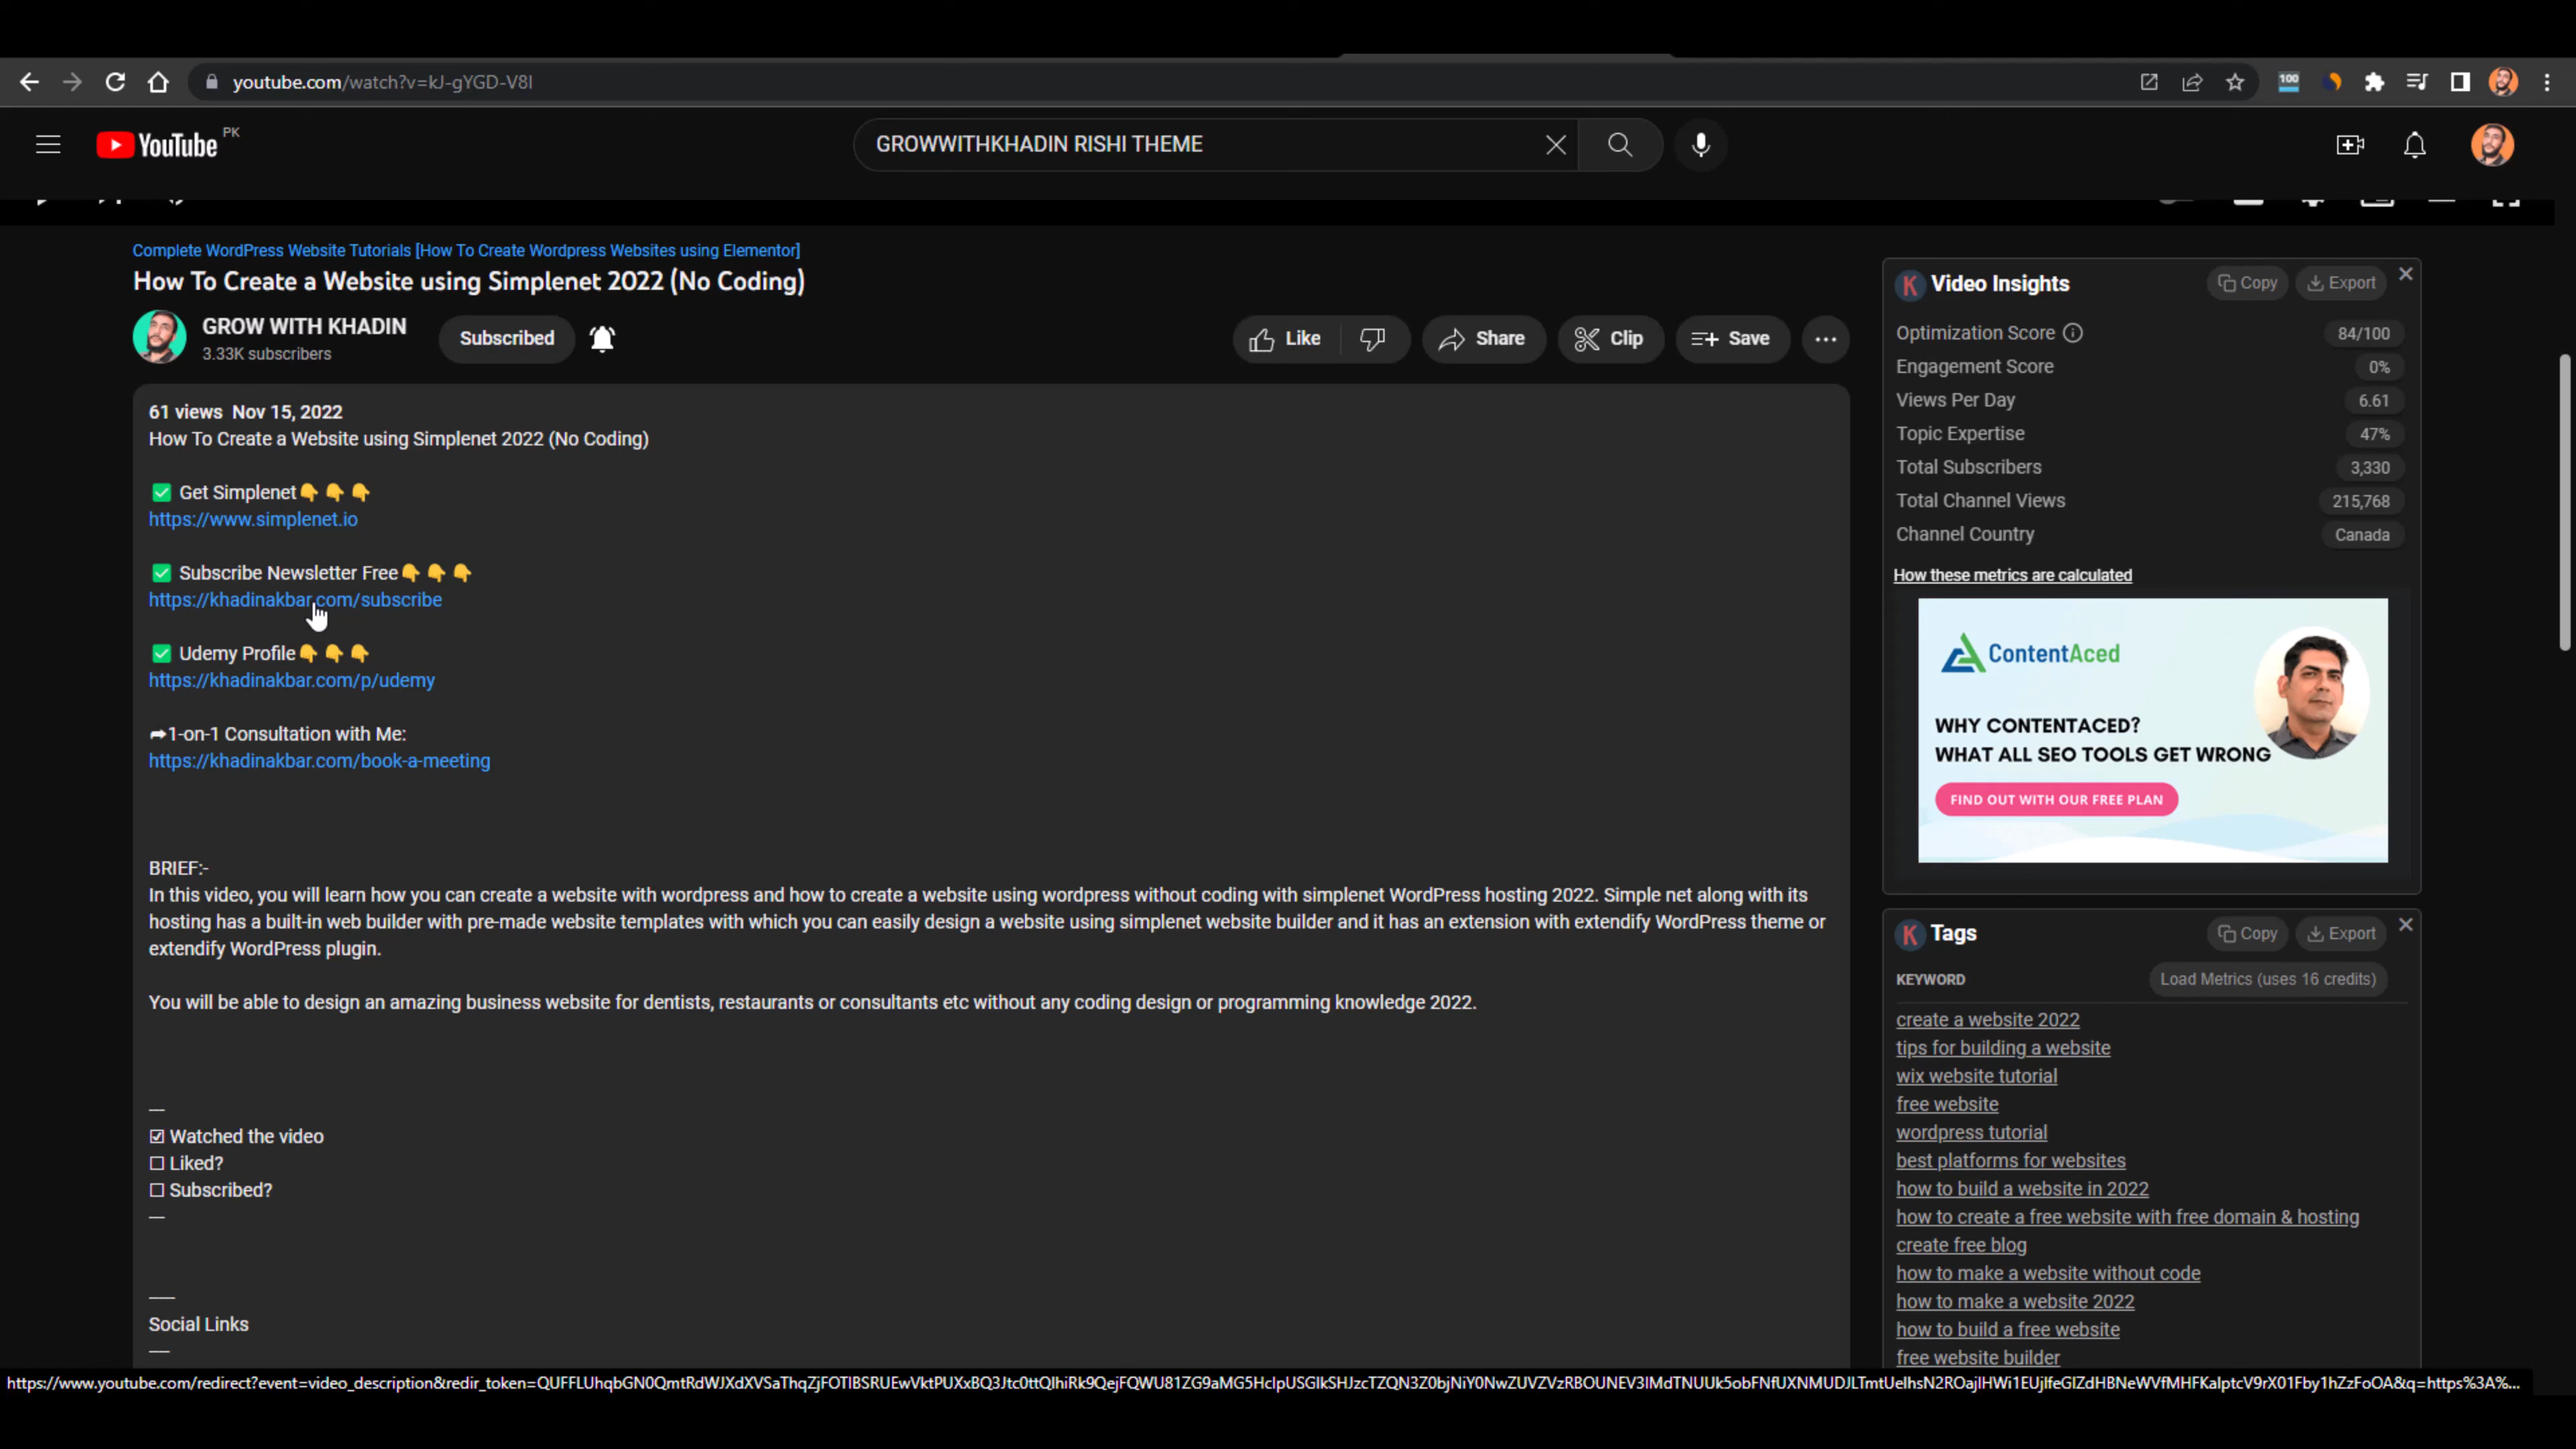 youtube.com/watch?v=kJ-gYGD-V8I
100
YouTube PK
GROWWITHKHADIN RISHI THEME
Complete WordPress Website Tutorials [How To Create Wordpress Websites using Elementor]
How To Create a Website using Simplenet 2022 (No Coding)
GROW WITH KHADIN
3.33K subscribers
Subscribed
Like
Share
Clip
Save
61 views Nov 15, 2022
How To Create a Website using Simplenet 2022 (No Coding)
✅ Get Simplenet👇👇👇
https://www.simplenet.io
✅ Subscribe Newsletter Free👇👇👇
https://khadinakbar.com/subscribe
✅ Udemy Profile👇👇👇
https://khadinakbar.com/p/udemy
➦1-on-1 Consultation with Me:
https://khadinakbar.com/book-a-meeting
BRIEF:-
In this video, you will learn how you can create a website with wordpress and how to create a website using wordpress without coding with simplenet WordPress hosting 2022. Simple net along with its
hosting has a built-in web builder with pre-made website templates with which you can easily design a website using simplenet website builder and it has an extension with extendify WordPress theme or
extendify WordPress plugin.
You will be able to design an amazing business website for dentists, restaurants or consultants etc without any coding design or programming knowledge 2022.
—
☑ Watched the video
☐ Liked?
☐ Subscribed?
—
Social Links
K Video Insights
Copy
Export
Optimization Score 84/100
Engagement Score 0%
Views Per Day 6.61
Topic Expertise 47%
Total Subscribers 3,330
Total Channel Views 215,768
Channel Country Canada
How these metrics are calculated
ContentAced
WHY CONTENTACED?
WHAT ALL SEO TOOLS GET WRONG
FIND OUT WITH OUR FREE PLAN
K Tags
Copy
Export
KEYWORD
Load Metrics (uses 16 credits)
create a website 2022
tips for building a website
wix website tutorial
free website
wordpress tutorial
best platforms for websites
how to build a website in 2022
how to create a free website with free domain & hosting
create free blog
how to make a website without code
how to make a website 2022
how to build a free website
free website builder